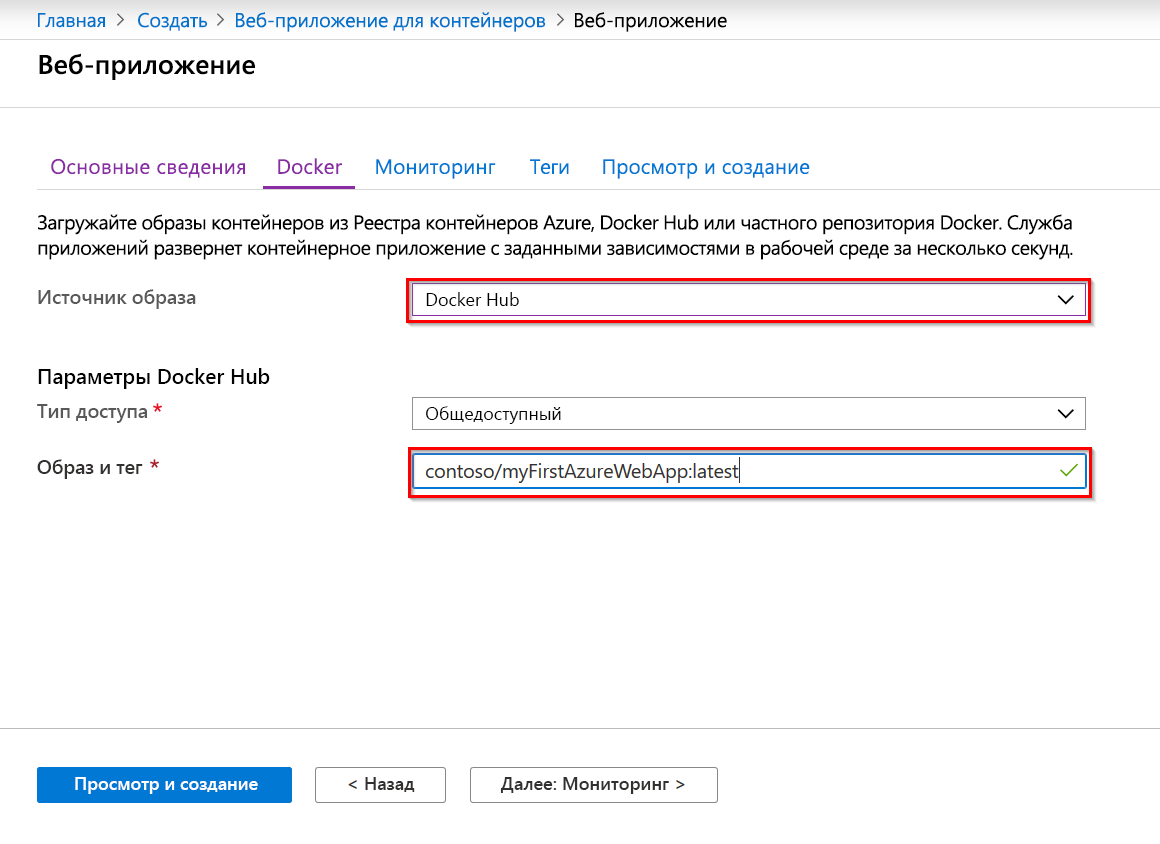 Главная > Создать > Веб-приложение для контейнеров > Веб-приложение
Веб-приложение
Основные сведения Docker Мониторинг Теги Просмотр и создание
Загружайте образы контейнеров из Реестра контейнеров Azure, Docker Hub или частного репозитория Docker. Служба
приложений развернет контейнерное приложение с заданными зависимостями в рабочей среде за несколько секунд.
Источник образа Docker Hub
Параметры Docker Hub
Тип доступа * Общедоступный
Образ и тег * contoso/myFirstAzureWebApp:latest
Просмотр и создание < Назад Далее: Мониторинг >